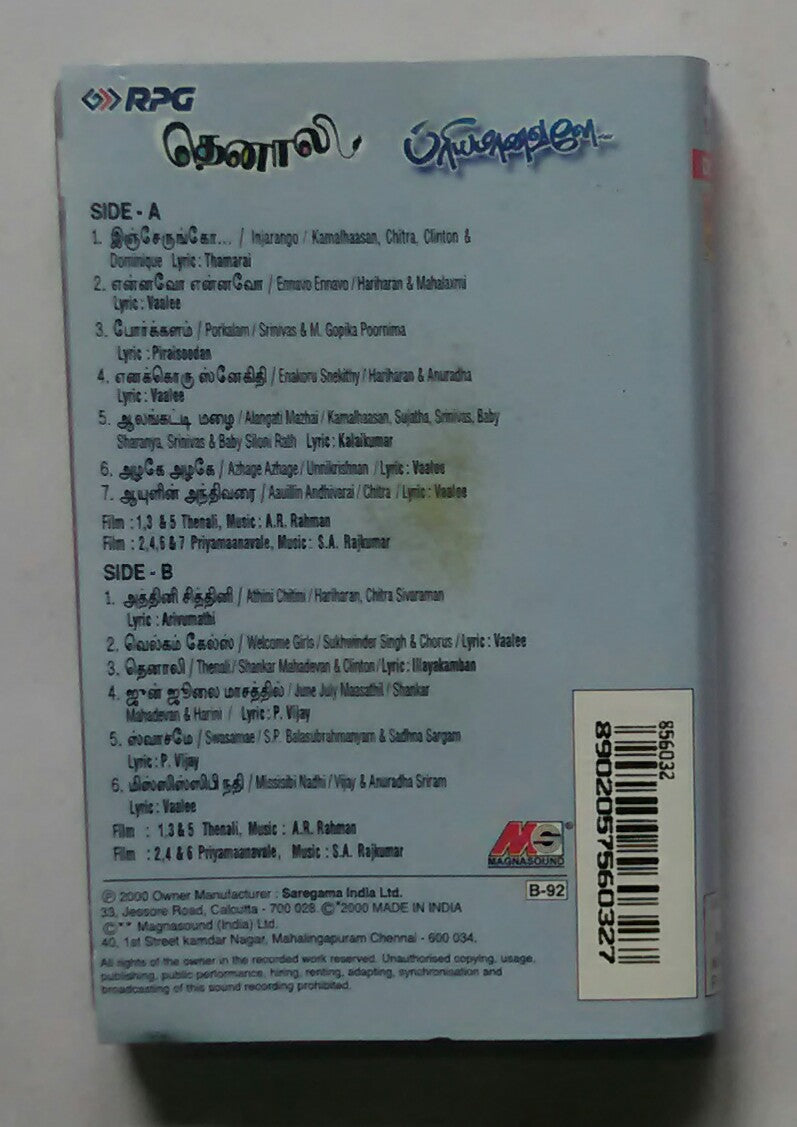 RPG
தெனாலி
பிரியமானவளே...
SIDE - A
1. இஞ்சேருங்கோ... / Injarango / Kamalhaasan, Chitra, Clinton &
Dominique Lyric : Thamarai
2. என்னவோ என்னவோ / Ennavo Ennavo / Hariharan & Mahalaxmi
Lyric : Vaalee
3. போர்க்களம் / Porkalam / Srinivas & M. Gopika Poornima
Lyric : Piraisoodan
4. எனக்கொரு ஸ்னேகிதி / Enakoru Snekithy / Hariharan & Anuradha
Lyric : Vaalee
5. ஆலங்கட்டி மழை / Alangati Mazhai / Kamalhaasan, Sujatha, Srinivas, Baby
Sharanya, Srinivas & Baby Siloni Rath Lyric : Kalaikumar
6. அழகே அழகே / Azhage Azhage / Unnikrishnan / Lyric : Vaalee
7. ஆயுளின் அந்திவரை / Aauillin Andhivarai / Chitra / Lyric : Vaalee
Film : 1,3 & 5 Thenali, Music : A.R. Rahman
Film : 2,4,6 & 7 Priyamaanavale, Music : S.A. Rajkumar
SIDE - B
1. அத்தினி சித்தினி / Athini Chitini / Hariharan, Chitra Sivaraman
Lyric : Arivumathi
2. வெல்கம் கேல்ஸ் / Welcome Girls / Sukhwinder Singh & Chorus / Lyric : Vaalee
3. தெனாலி / Thenali / Shankar Mahadevan & Clinton / Lyric : Illayakamban
4. ஜுன் ஜூலை மாசத்தில் / June July Maasathil / Shankar
Mahadevan & Harini / Lyric : P. Vijay
5. ஸ்வாசமே / Swasamae / S.P. Balasubrahmanyam & Sadhna Sargam
Lyric : P. Vijay
6. மிஸ்ஸிஸ்ஸிபி நதி / Missisibi Nadhi / Vijay & Anuradha Sriram
Lyric : Vaalee
Film : 1,3 & 5 Thenali, Music : A.R. Rahman
Film : 2,4 & 6 Priyamaanavale, Music : S.A. Rajkumar
MS ®
MAGNASOUND
B-92
856032
8902057560327
℗ 2000 Owner Manufacturer : Saregama India Ltd.
33, Jessore Road, Calcutta - 700 028. ©*2000 MADE IN INDIA
©** Magnasound (India) Ltd.
40, 1st Street kamdar Nagar, Mahalingapuram Chennai - 600 034.
All rights of the owner in the recorded work reserved. Unauthorised copying, usage,
publishing, public performance, hiring, renting, adapting, synchronisation and
broadcasting of this sound recording prohibited.